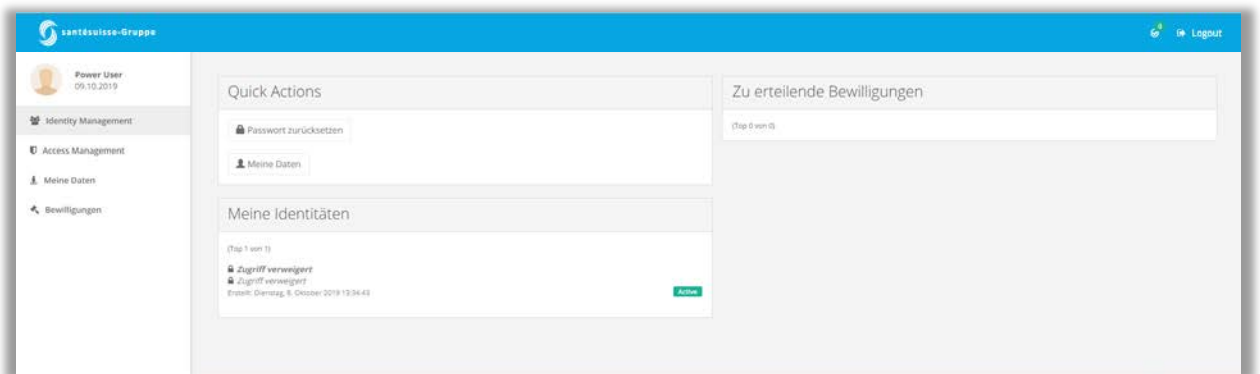 santésuisse-Gruppe
Logout
Power User
09.10.2019
Identity Management
Access Management
Meine Daten
Bewilligungen
Quick Actions
Passwort zurücksetzen
Meine Daten
Meine Identitäten
(Top 1 von 1)
Zugriff verweigert
Zugriff verweigert
Erstellt: Dienstag, 8. Oktober 2019 13:34:43
Active
Zu erteilende Bewilligungen
(Top 0 von 0)